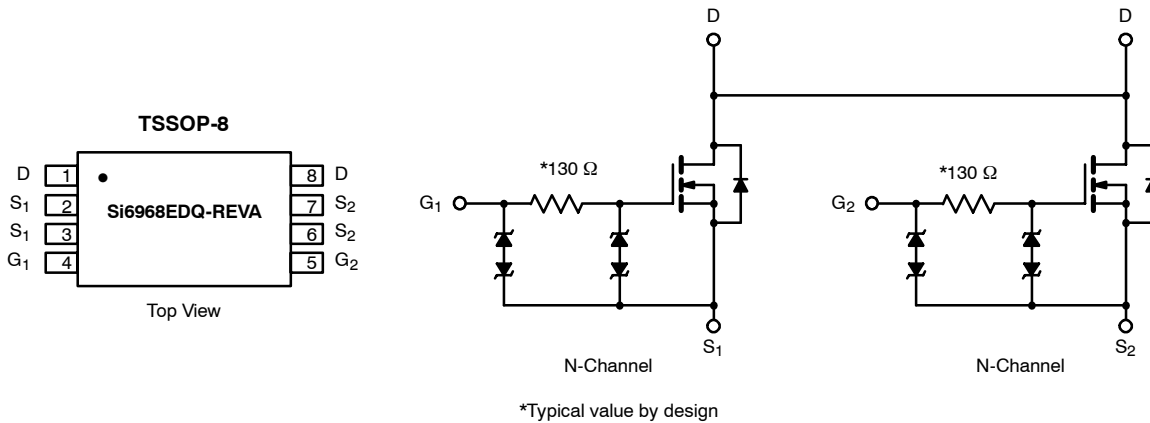 TSSOP-8
D 1 8 D
S1 2 Si6968EDQ-REVA 7 S2
S1 3 6 S2
G1 4 5 G2
Top View
D
*130 Ω
G1
S1
N-Channel
D
*130 Ω
G2
S2
N-Channel
*Typical value by design